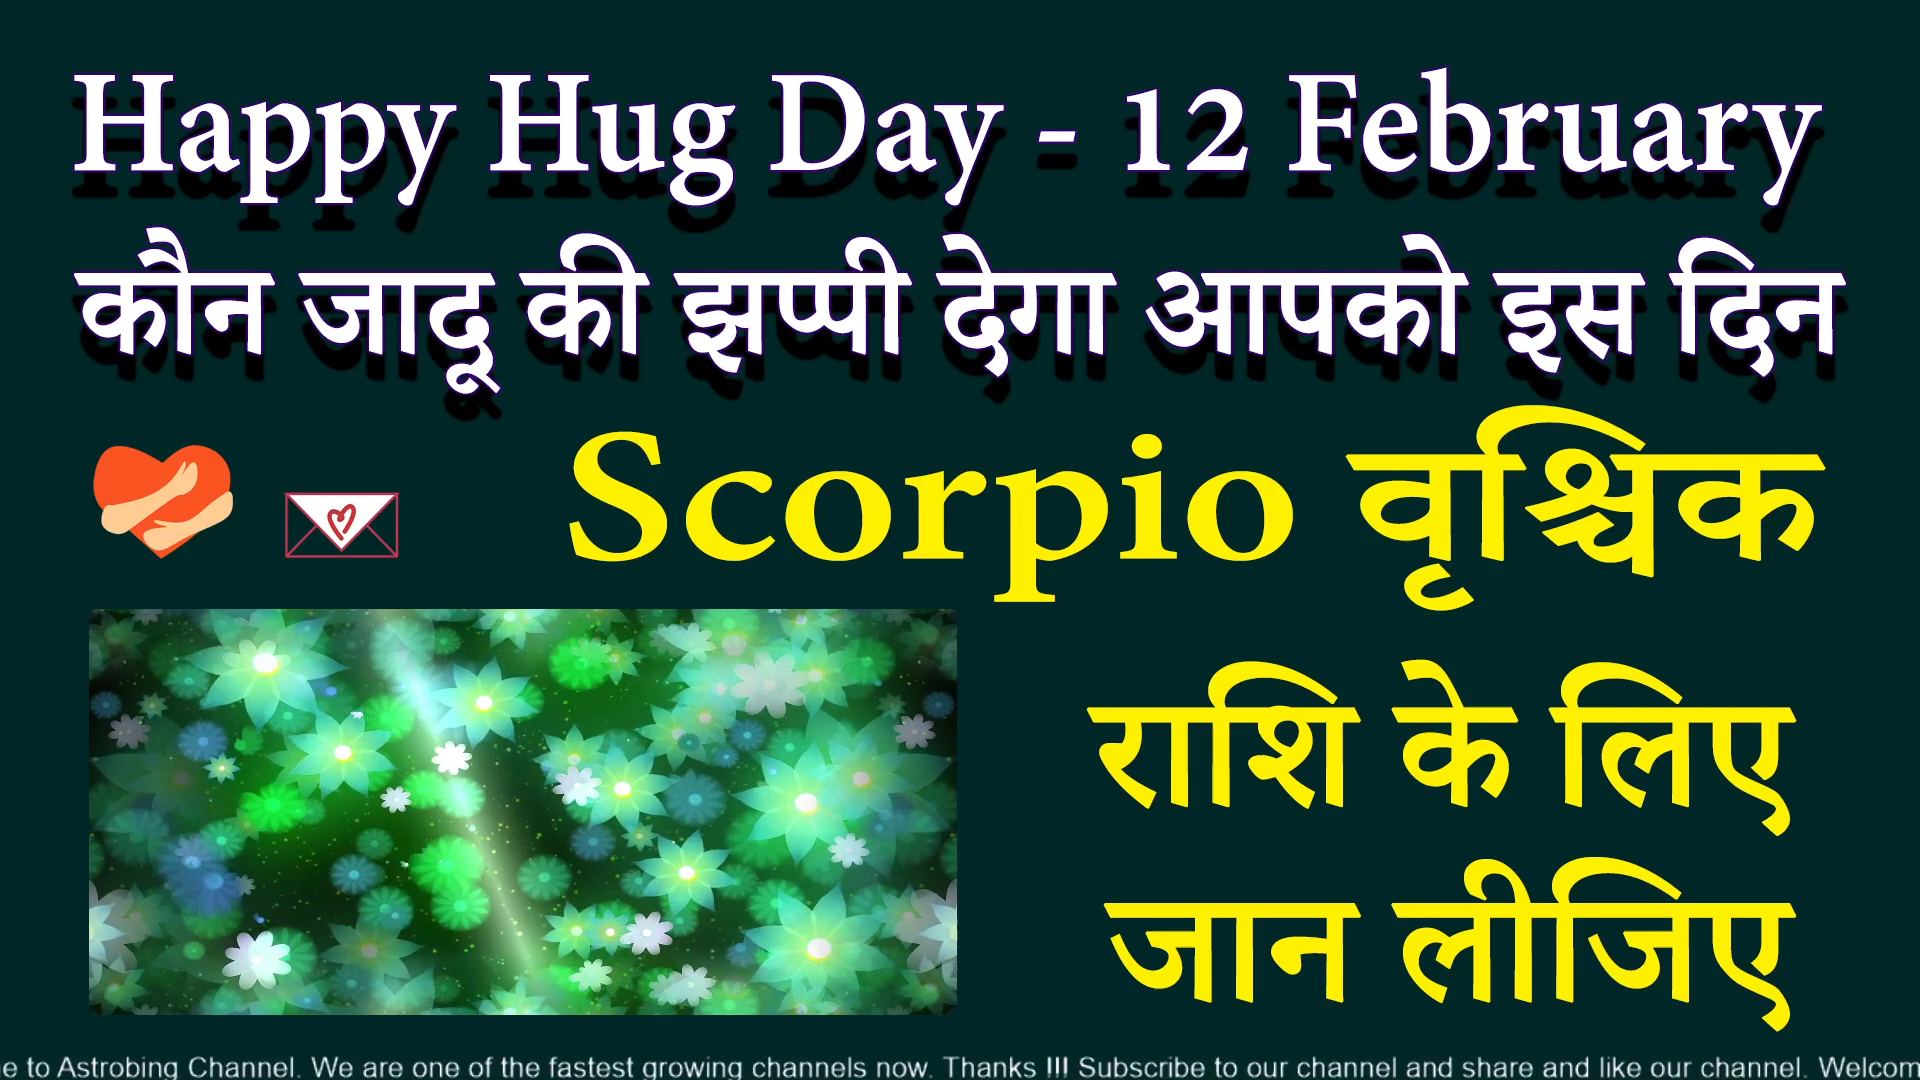 Happy Hug Day - 12 February
कौन जादू की झप्पी देगा आपको इस दिन
Scorpio वृश्चिक
राशि के लिए
जान लीजिए
e to Astrobing Channel. We are one of the fastest growing channels now. Thanks !!! Subscribe to our channel and share and like our channel. Welcom